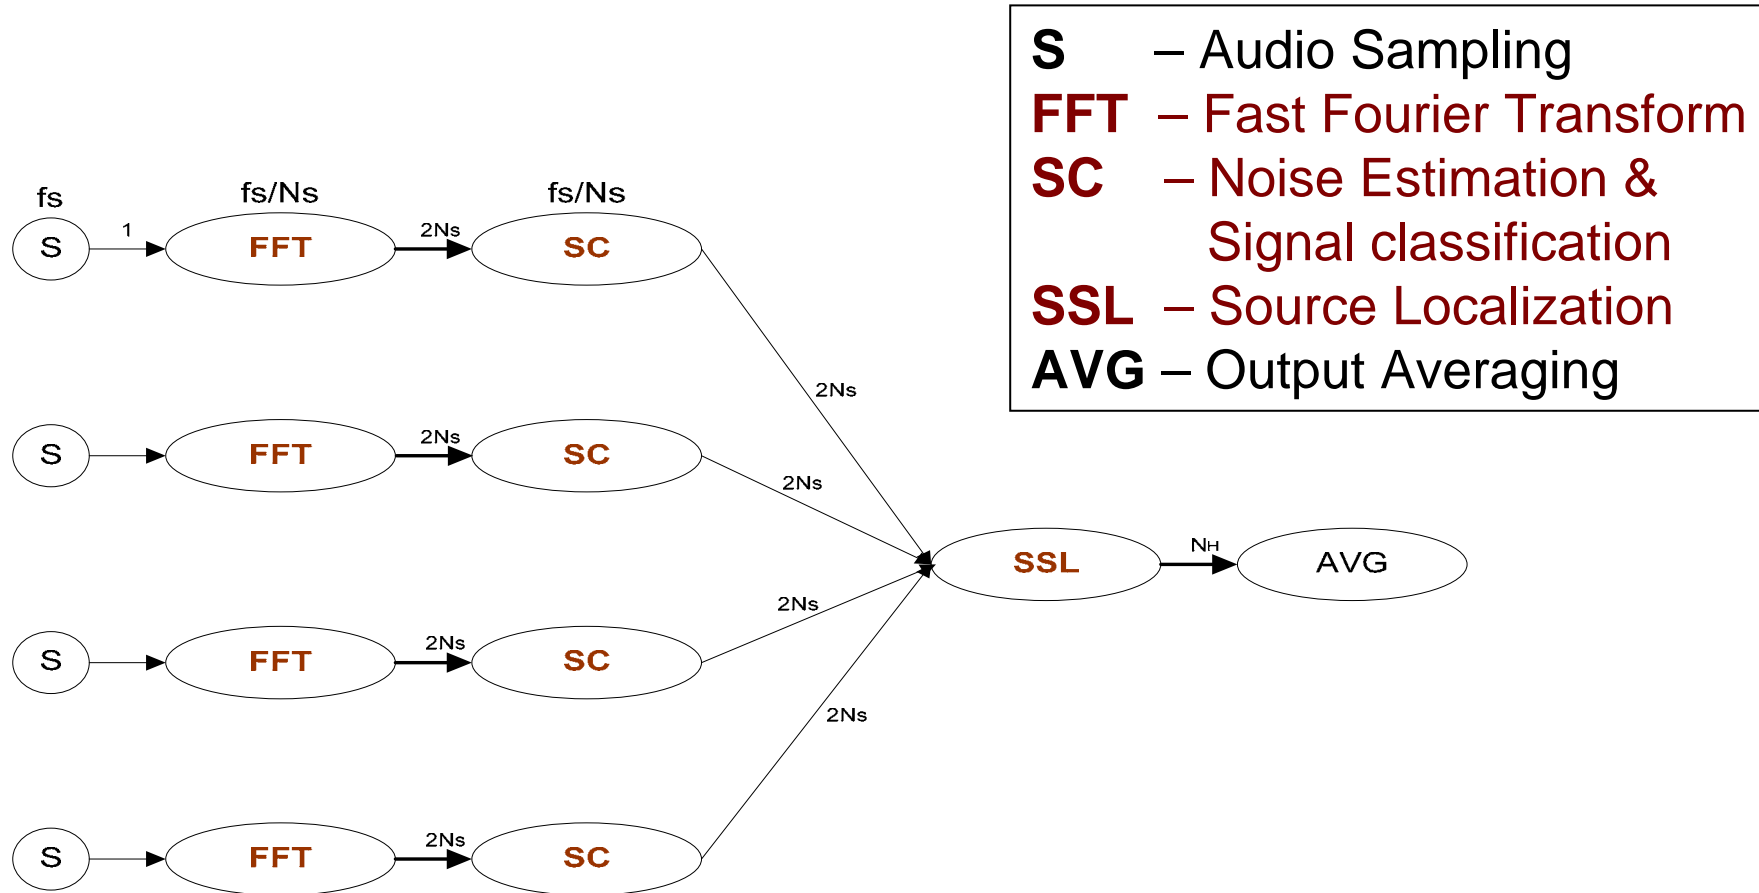 S – Audio Sampling
FFT – Fast Fourier Transform
SC – Noise Estimation &
Signal classification
SSL – Source Localization
AVG – Output Averaging
fs fs/Ns fs/Ns
S 1 FFT 2Ns SC
2Ns
S FFT 2Ns SC
2Ns
SSL NH AVG
2Ns
S FFT 2Ns SC
2Ns
S FFT 2Ns SC